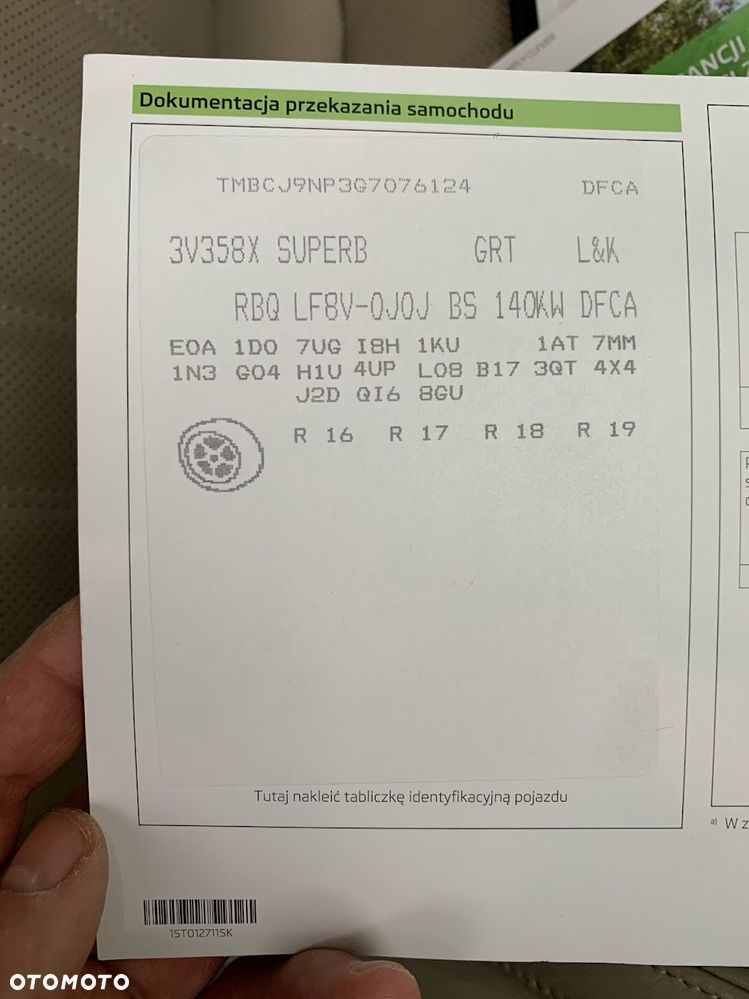 ANCJI
Dokumentacja przekazania samochodu
TMBCJ9NP3G7076124 DFCA
3V358X SUPERB GRT L&K
RBQ LF8V-0J0J BS 140KW DFCA
E0A 1D0 7UG I8H 1KU 1AT 7MM
1N3 G04 H1U 4UP L08 B17 3QT 4X4
J2D QI6 8GU
R 16 R 17 R 18 R 19
Tutaj nakleić tabliczkę identyfikacyjną pojazdu
a) W z
1ST012711SK
OTOMOTO